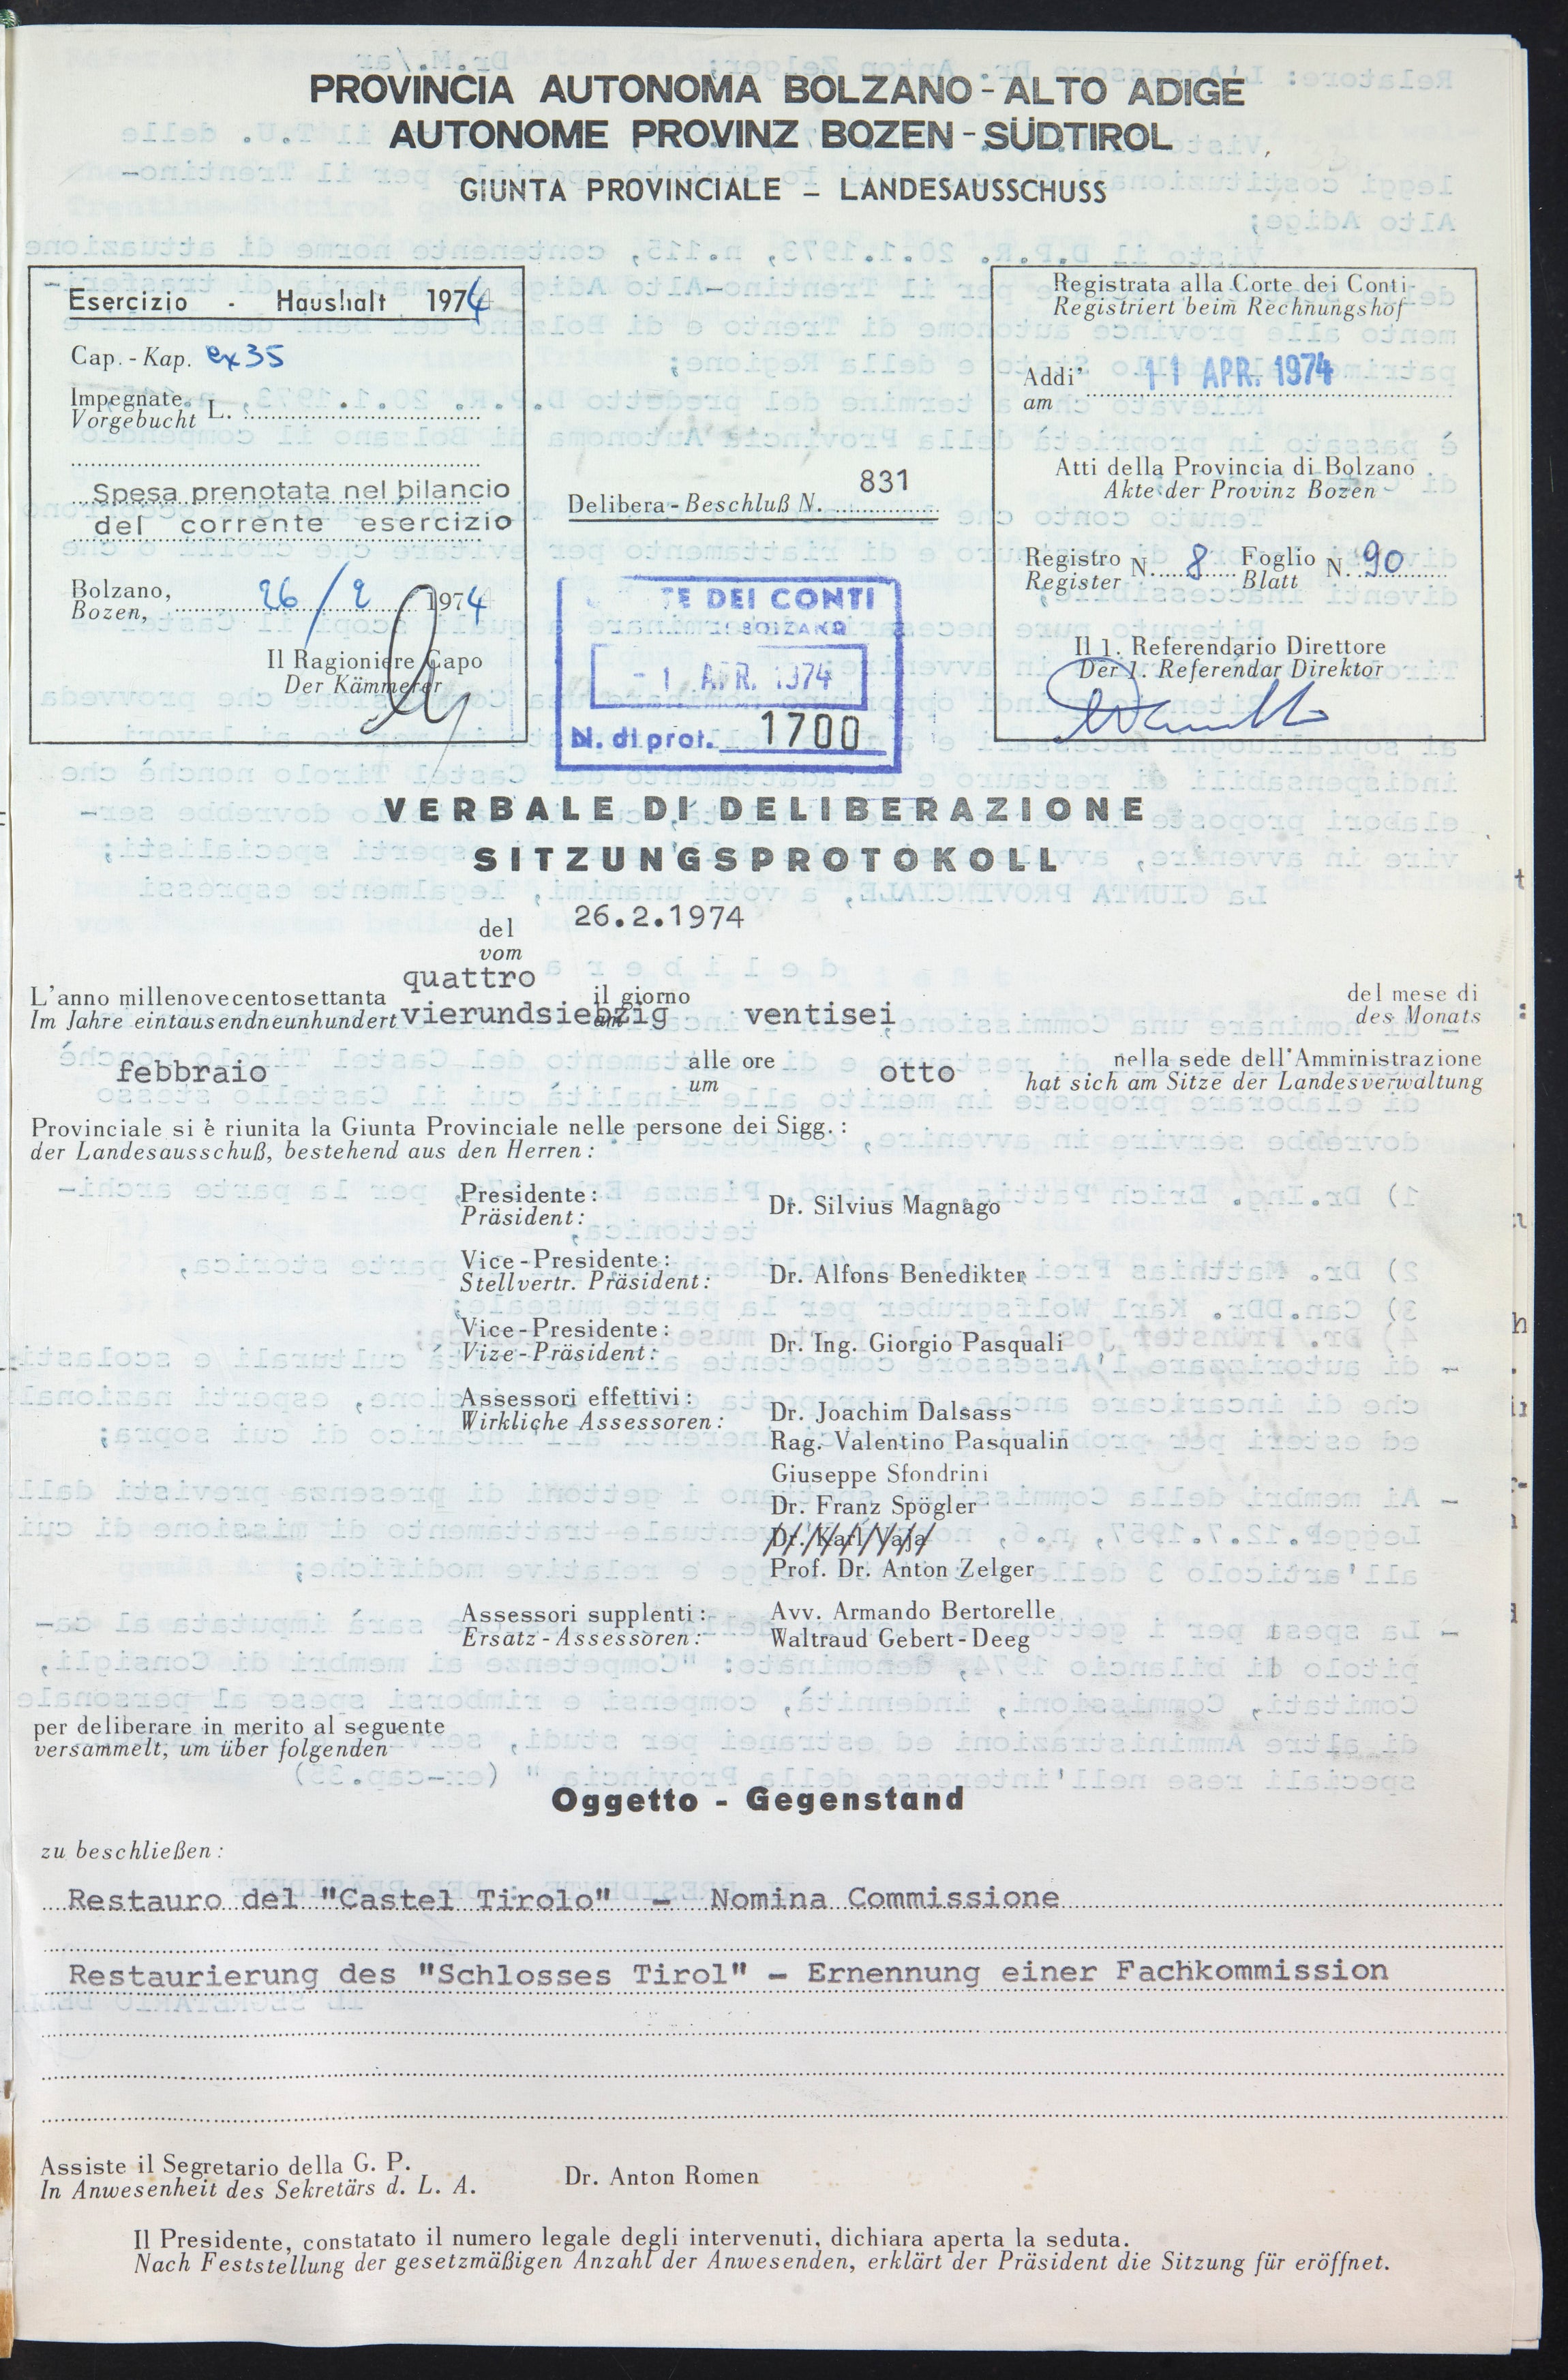 PROVINCIA AUTONOMA BOLZANO - ALTO ADIGE
AUTONOME PROVINZ BOZEN - SÜDTIROL
GIUNTA PROVINCIALE – LANDESAUSSCHUSS
Esercizio - Haushalt 1974
Cap. - Kap. ex 35
Impegnate
Vorgebucht L.
Spesa prenotata nel bilancio
del corrente esercizio
Bolzano,
Bozen, 26/2 1974
Il Ragioniere Capo
Der Kämmerer
Delibera - Beschluß N. 831
TE DEI CONTI
BOLZANO
- 1 APR. 1974
N. di prot. 1700
Registrata alla Corte dei Conti
Registriert beim Rechnungshof
Addi' 11 APR. 1974
am
Atti della Provincia di Bolzano
Akte der Provinz Bozen
Registro N. 8 Foglio N. 90
Register Blatt
Il 1. Referendario Direttore
Der 1. Referendar Direktor
VERBALE DI DELIBERAZIONE
SITZUNGSPROTOKOLL
del 26.2.1974
vom
quattro
L'anno millenovecentosettanta il giorno del mese di
Im Jahre eintausendneunhundert vierundsiebzig am ventisei des Monats
febbraio alle ore otto nella sede dell'Amministrazione
um hat sich am Sitze der Landesverwaltung
Provinciale si è riunita la Giunta Provinciale nelle persone dei Sigg. :
der Landesausschuß, bestehend aus den Herren :
Presidente : Dr. Silvius Magnago
Präsident :
Vice - Presidente : Dr. Alfons Benedikter
Stellvertr. Präsident :
Vice - Presidente : Dr. Ing. Giorgio Pasquali
Vize - Präsident :
Assessori effettivi : Dr. Joachim Dalsass
Wirkliche Assessoren :
Rag. Valentino Pasqualin
Giuseppe Sfondrini
Dr. Franz Spögler
Dr. Karl Vaja
Prof. Dr. Anton Zelger
Assessori supplenti : Avv. Armando Bertorelle
Ersatz - Assessoren : Waltraud Gebert - Deeg
per deliberare in merito al seguente
versammelt, um über folgenden
Oggetto - Gegenstand
zu beschließen :
Restauro del "Castel Tirolo" – Nomina Commissione
Restaurierung des "Schlosses Tirol" – Ernennung einer Fachkommission
Assiste il Segretario della G. P. Dr. Anton Romen
In Anwesenheit des Sekretärs d. L. A.
Il Presidente, constatato il numero legale degli intervenuti, dichiara aperta la seduta.
Nach Feststellung der gesetzmäßigen Anzahl der Anwesenden, erklärt der Präsident die Sitzung für eröffnet.